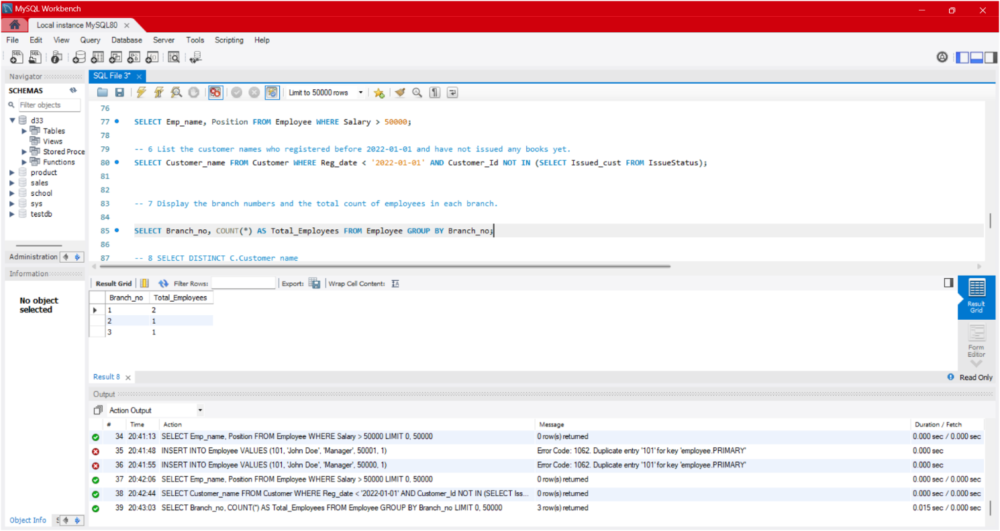 MySQL Workbench
Local instance MySQL80
File Edit View Query Database Server Tools Scripting Help
Navigator
SQL File 3*
SCHEMAS
Limit to 50000 rows
Filter objects
d33
Tables
Views
Stored Proce
Functions
product
sales
school
sys
testdb
Administration
Information
No object
selected
76
77 SELECT Emp_name, Position FROM Employee WHERE Salary > 50000;
78
79 -- 6 List the customer names who registered before 2022-01-01 and have not issued any books yet.
80 SELECT Customer_name FROM Customer WHERE Reg_date < '2022-01-01' AND Customer_Id NOT IN (SELECT Issued_cust FROM IssueStatus);
81
82
83 -- 7 Display the branch numbers and the total count of employees in each branch.
84
85 SELECT Branch_no, COUNT(*) AS Total_Employees FROM Employee GROUP BY Branch_no;
86
87 -- 8 SELECT DISTINCT C.Customer name
Result Grid Filter Rows: Export: Wrap Cell Content:
Branch_no Total_Employees
1 2
2 1
3 1
Result
Grid
Form
Editor
Result 8
Read Only
Output
Action Output
# Time Action Message Duration / Fetch
34 20:41:13 SELECT Emp_name, Position FROM Employee WHERE Salary > 50000 LIMIT 0, 50000 0 row(s) returned 0.000 sec / 0.000 sec
35 20:41:48 INSERT INTO Employee VALUES (101, 'John Doe', 'Manager', 50001, 1) Error Code: 1062. Duplicate entry '101' for key 'employee.PRIMARY' 0.000 sec
36 20:41:55 INSERT INTO Employee VALUES (101, 'John Doe', 'Manager', 50000, 1) Error Code: 1062. Duplicate entry '101' for key 'employee.PRIMARY' 0.000 sec
37 20:42:06 SELECT Emp_name, Position FROM Employee WHERE Salary > 50000 LIMIT 0, 50000 0 row(s) returned 0.000 sec / 0.000 sec
38 20:42:44 SELECT Customer_name FROM Customer WHERE Reg_date < '2022-01-01' AND Customer_Id NOT IN (SELECT Iss... 0 row(s) returned 0.000 sec / 0.000 sec
39 20:43:03 SELECT Branch_no, COUNT(*) AS Total_Employees FROM Employee GROUP BY Branch_no LIMIT 0, 50000 3 row(s) returned 0.015 sec / 0.000 sec
Object Info